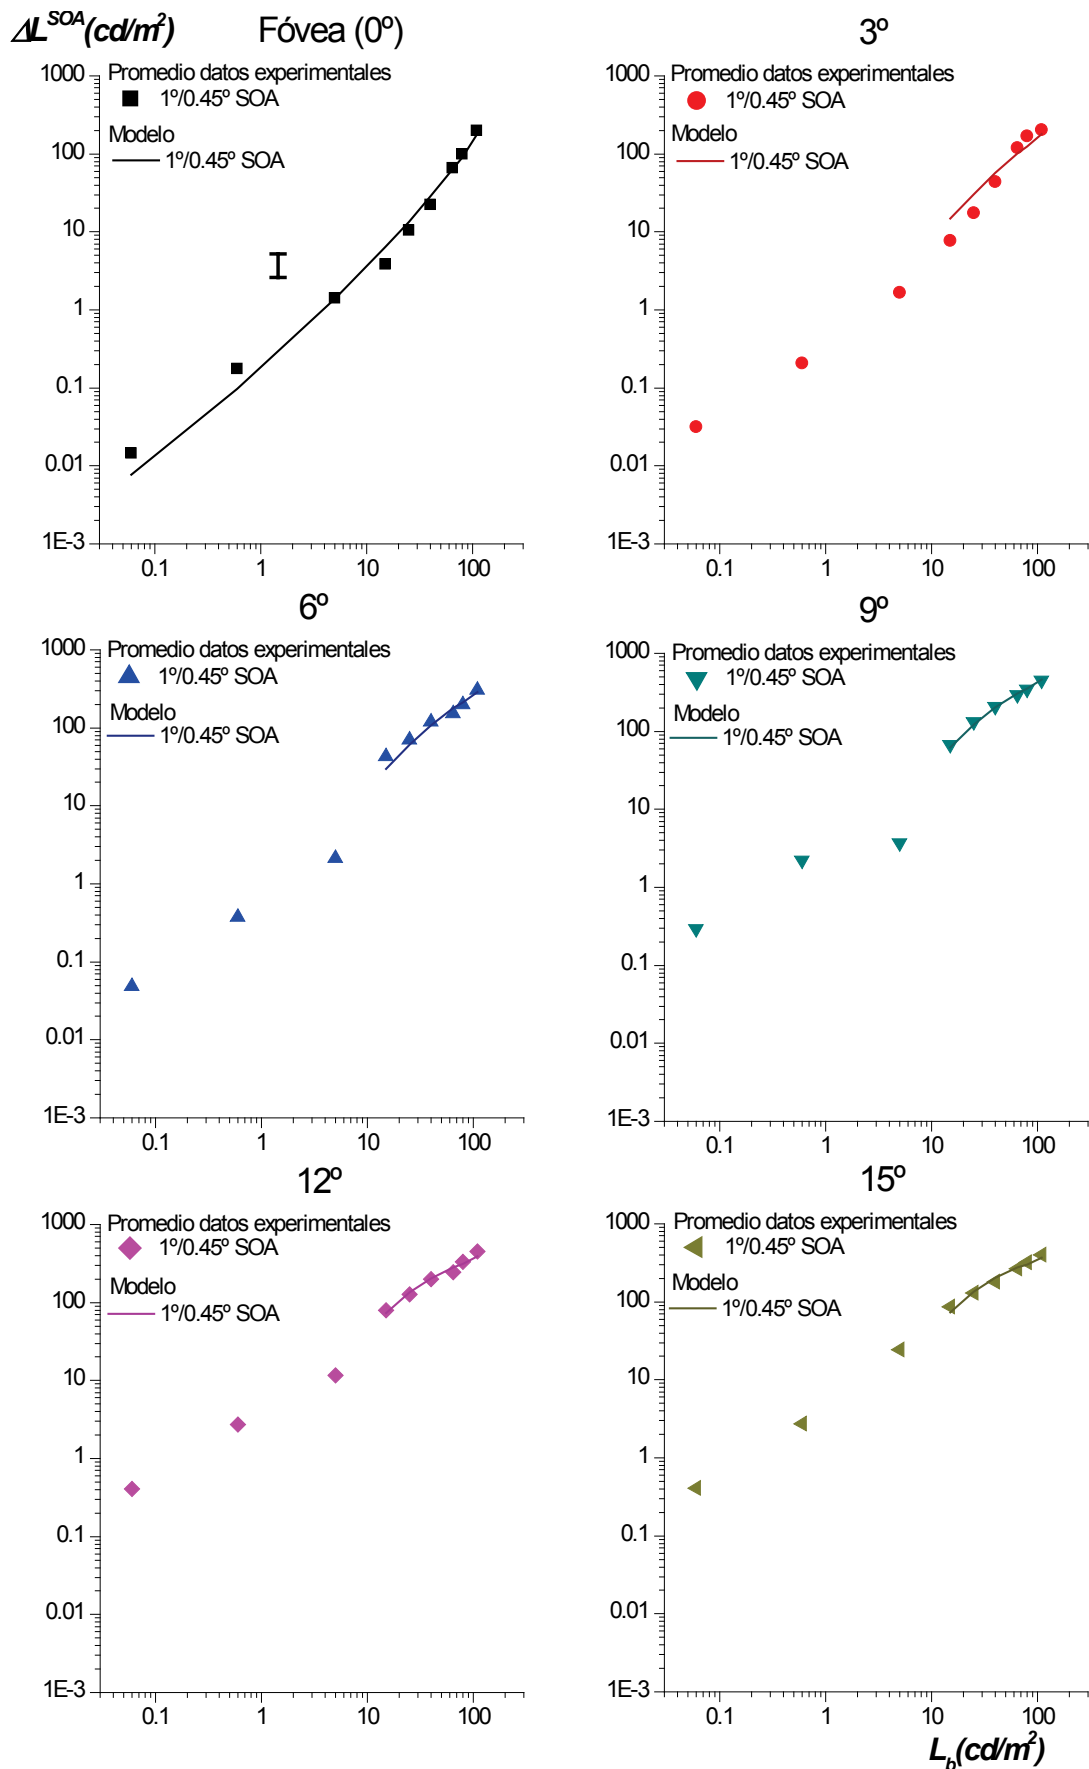 ΔL^SOA(cd/m²)
Fóvea (0º)
1000
100
10
1
0.1
0.01
1E-3
Promedio datos experimentales
1º/0.45º SOA
Modelo
1º/0.45º SOA
0.1 1 10 100
3º
1000
100
10
1
0.1
0.01
1E-3
Promedio datos experimentales
1º/0.45º SOA
Modelo
1º/0.45º SOA
0.1 1 10 100
6º
1000
100
10
1
0.1
0.01
1E-3
Promedio datos experimentales
1º/0.45º SOA
Modelo
1º/0.45º SOA
0.1 1 10 100
9º
1000
100
10
1
0.1
0.01
1E-3
Promedio datos experimentales
1º/0.45º SOA
Modelo
1º/0.45º SOA
0.1 1 10 100
12º
1000
100
10
1
0.1
0.01
1E-3
Promedio datos experimentales
1º/0.45º SOA
Modelo
1º/0.45º SOA
0.1 1 10 100
15º
1000
100
10
1
0.1
0.01
1E-3
Promedio datos experimentales
1º/0.45º SOA
Modelo
1º/0.45º SOA
0.1 1 10 100
L_b(cd/m²)